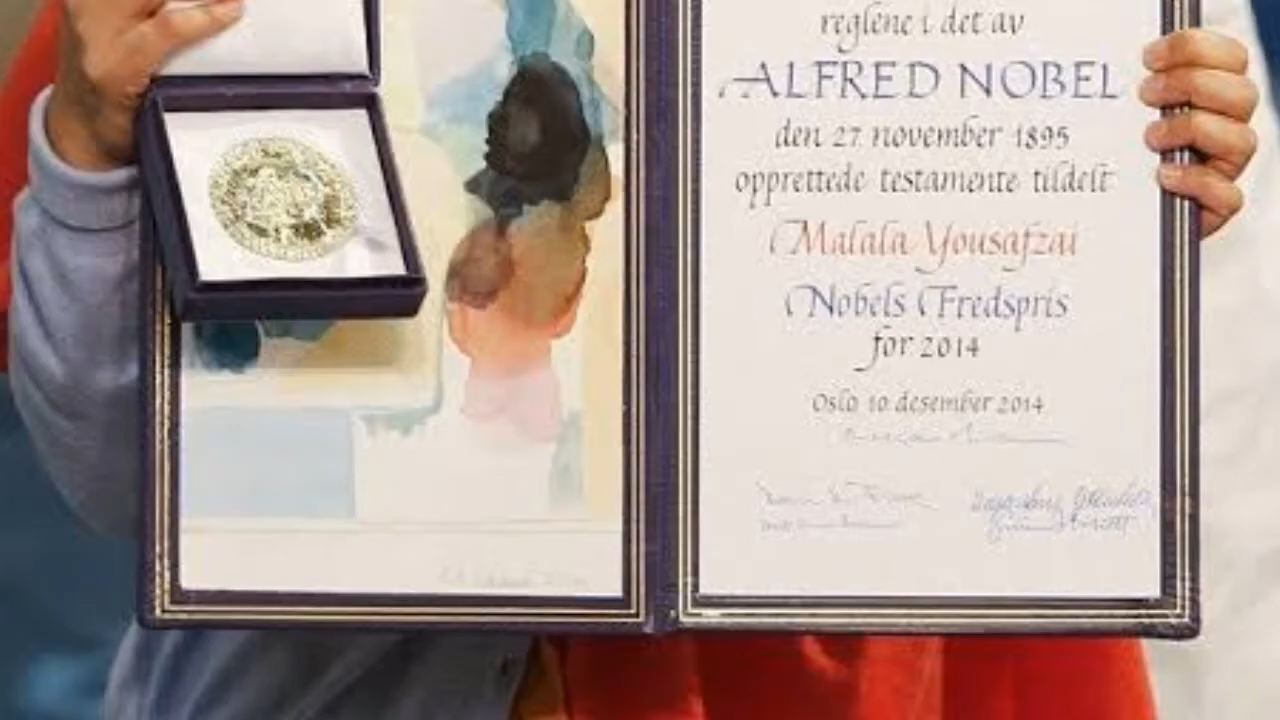 reglene i det av
ALFRED NOBEL
den 27 november 1895
opprettede testamente tildelt
Malala Yousafzai
Nobels Fredspris
for 2014
Oslo 10 desember 2014